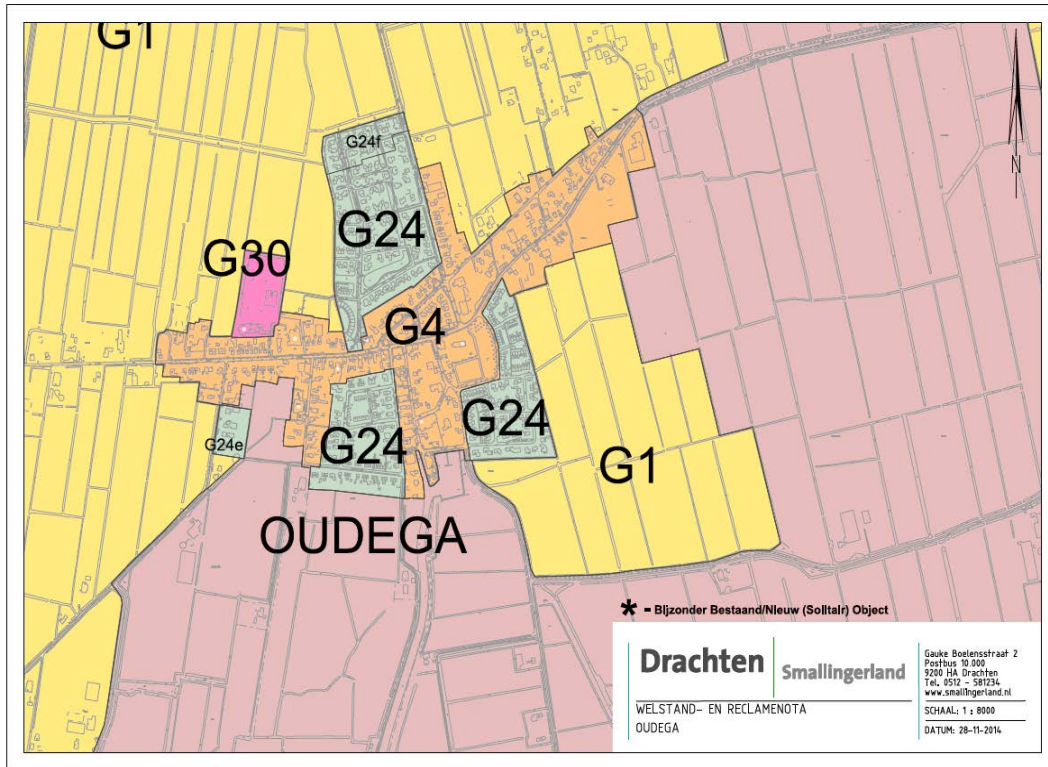 G1
G24f
G24
G30
G4
G24
G24
G24e
G1
OUDEGA
N
* - Bijzonder Bestaand/Nieuw (Solitair) Object
Drachten
Smallingerland
WELSTAND- EN RECLAMENOTA
OUDEGA
Gauke Boelensstraat 2
Postbus 10.000
9200 HA Drachten
Tel. 0512 - 581234
www.smallingerland.nl
SCHAAL: 1 : 8000
DATUM: 28-11-2014